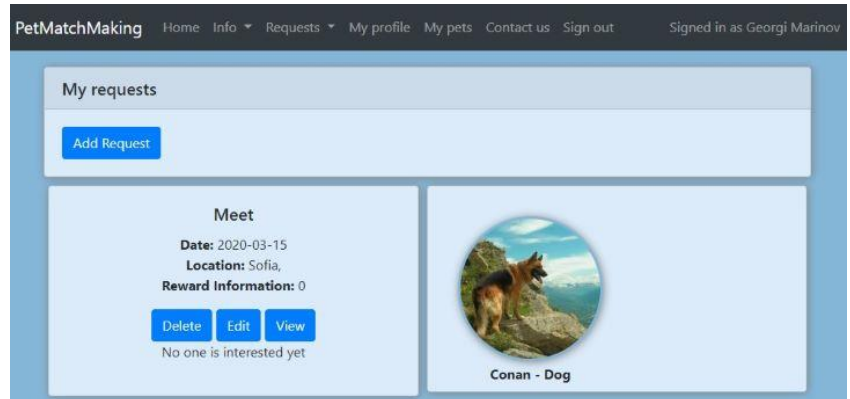 PetMatchMaking Home Info Requests My profile My pets Contact us Sign out Signed in as Georgi Marinov
My requests
Add Request
Meet
Date: 2020-03-15
Location: Sofia,
Reward Information: 0
Delete Edit View
No one is interested yet
Conan - Dog